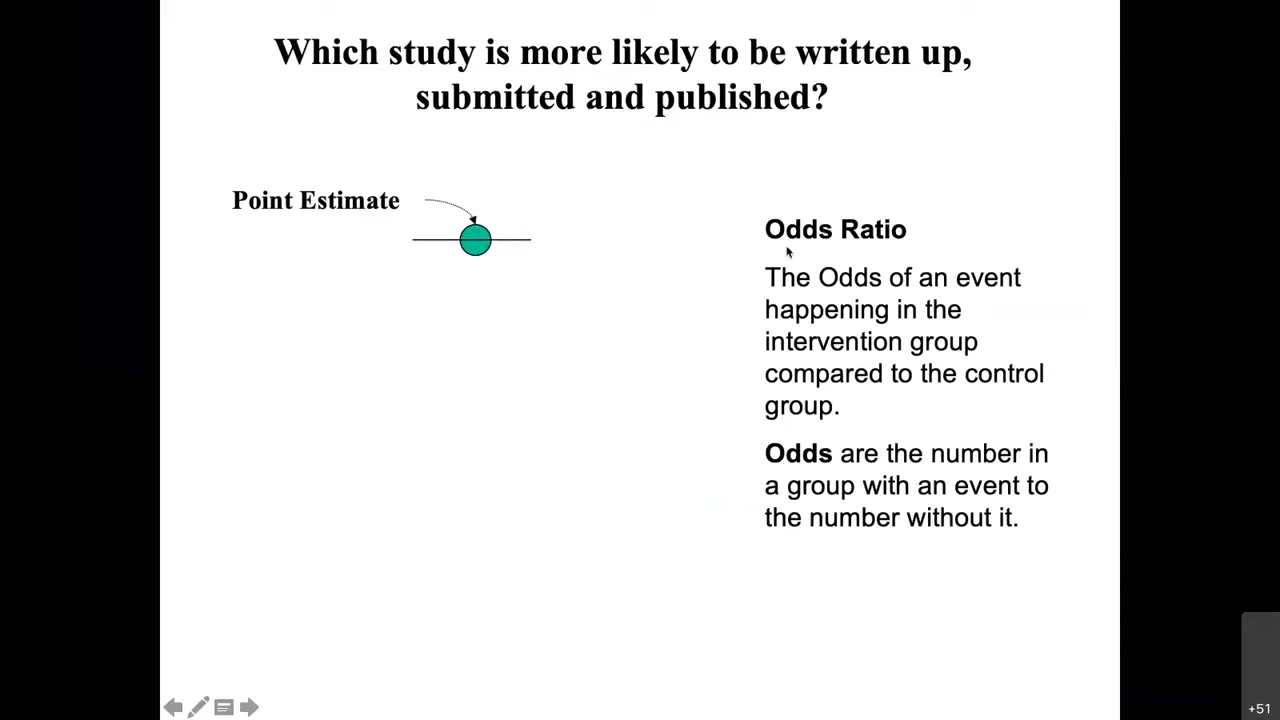 Which study is more likely to be written up,
submitted and published?
Point Estimate
Odds Ratio
The Odds of an event
happening in the
intervention group
compared to the control
group.
Odds are the number in
a group with an event to
the number without it.
+51